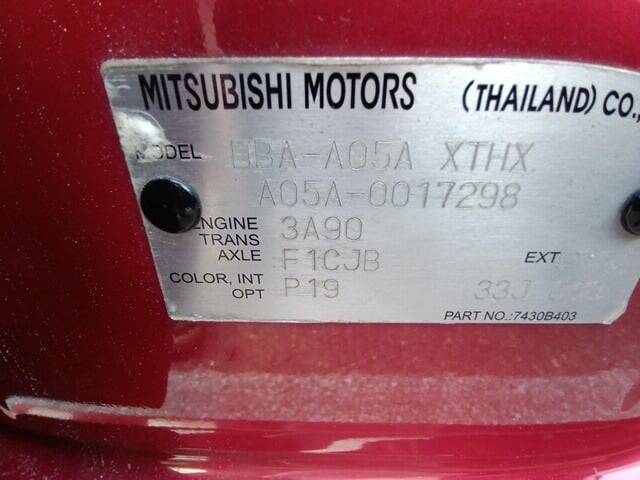 MITSUBISHI MOTORS (THAILAND) CO.,
MODEL BBA-A05A XTHX
A05A-0017298
ENGINE 3A90
TRANS
AXLE F1CJB EXT
COLOR, INT
OPT P19 33J
PART NO.:7430B403